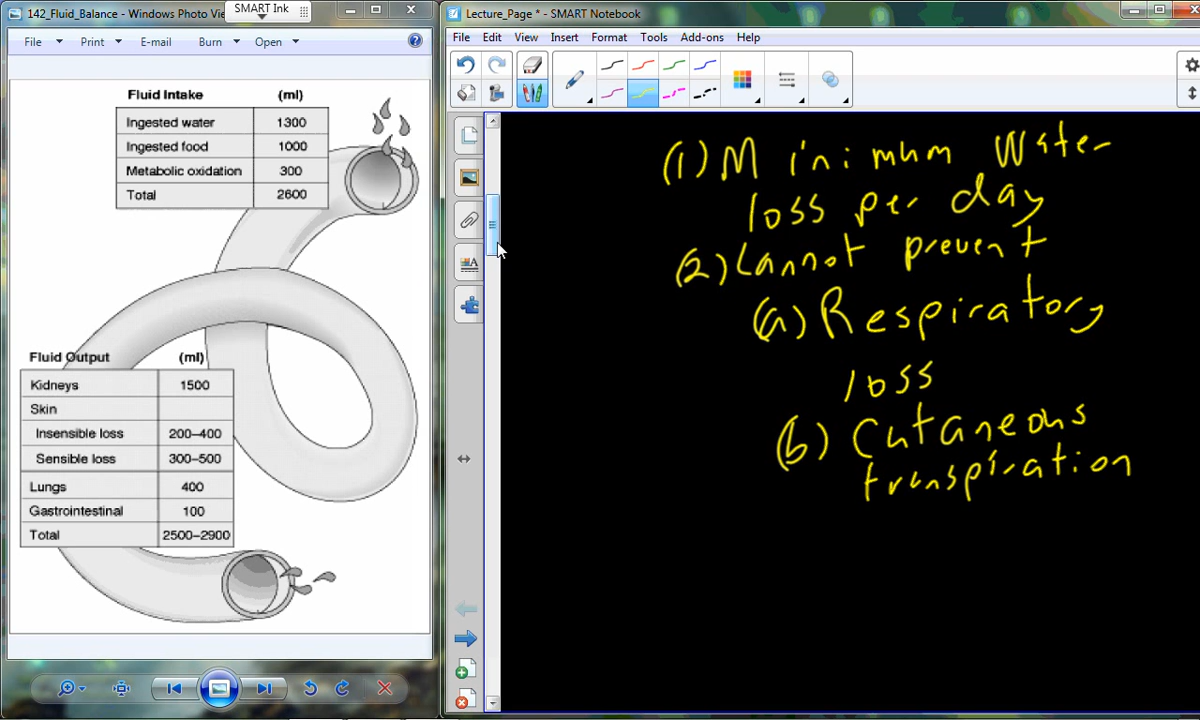 142_Fluid_Balance - Windows Photo Vie
SMART Ink
File Print E-mail Burn Open
Fluid Intake (ml)
Ingested water 1300
Ingested food 1000
Metabolic oxidation 300
Total 2600
Fluid Output (ml)
Kidneys 1500
Skin
Insensible loss 200–400
Sensible loss 300–500
Lungs 400
Gastrointestinal 100
Total 2500–2900
Lecture_Page * - SMART Notebook
File Edit View Insert Format Tools Add-ons Help
(1) Minimum Water
loss per day
(2) Cannot prevent
(a) Respiratory
loss
(b) Cutaneous
transpiration